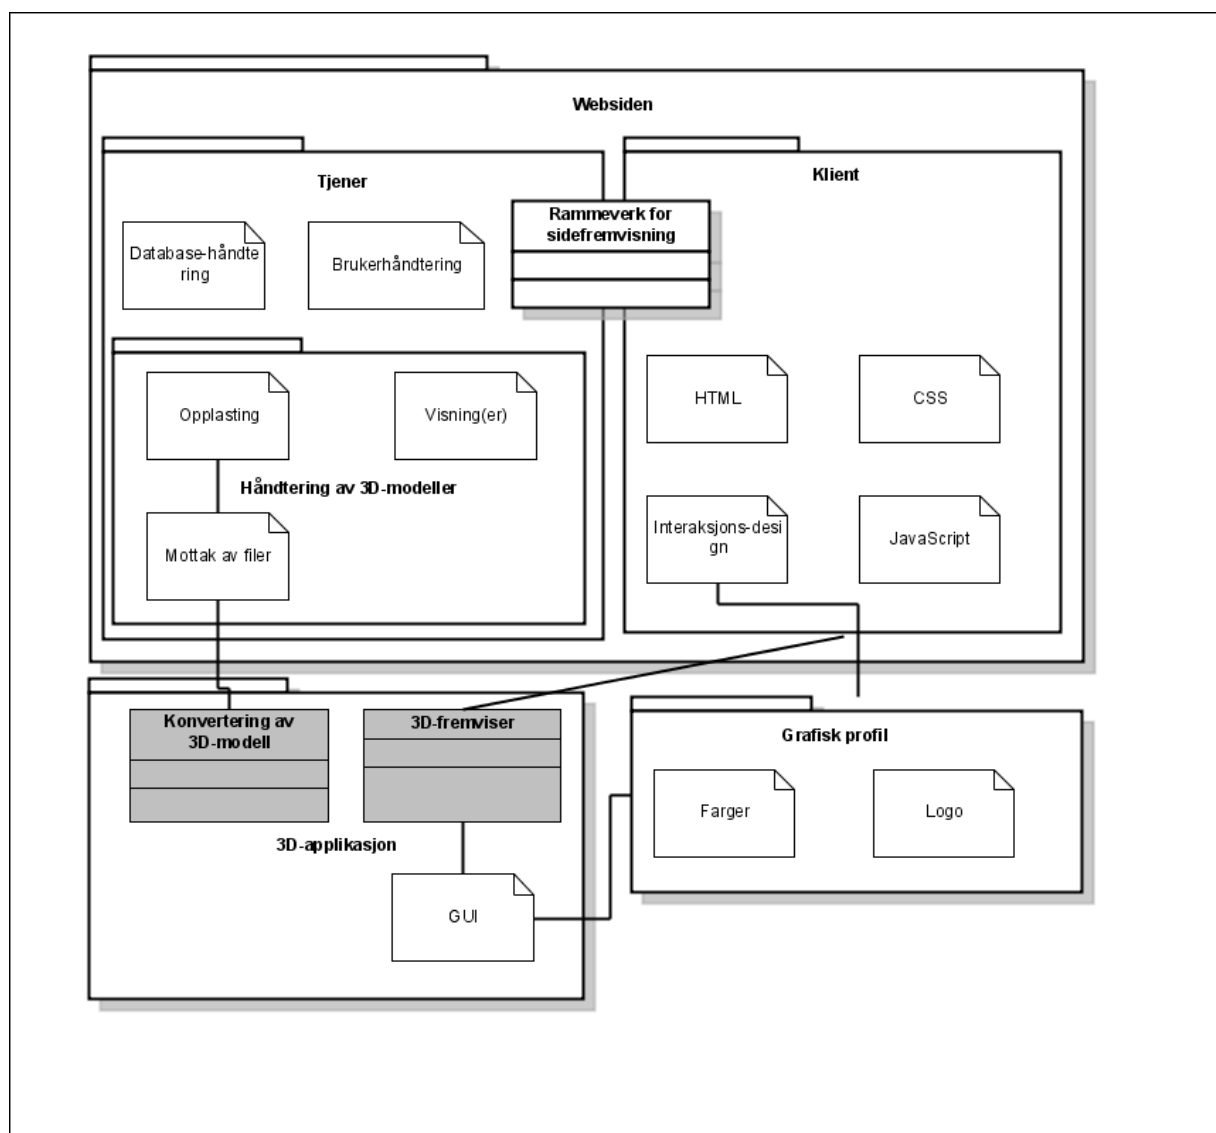 Websiden
Tjener
Klient
Rammeverk for
sidefremvisning
Database-håndte
ring
Brukerhåndtering
Opplasting
Visning(er)
Håndtering av 3D-modeller
Mottak av filer
HTML
CSS
Interaksjons-desi
gn
JavaScript
Konvertering av
3D-modell
3D-fremviser
3D-applikasjon
GUI
Grafisk profil
Farger
Logo